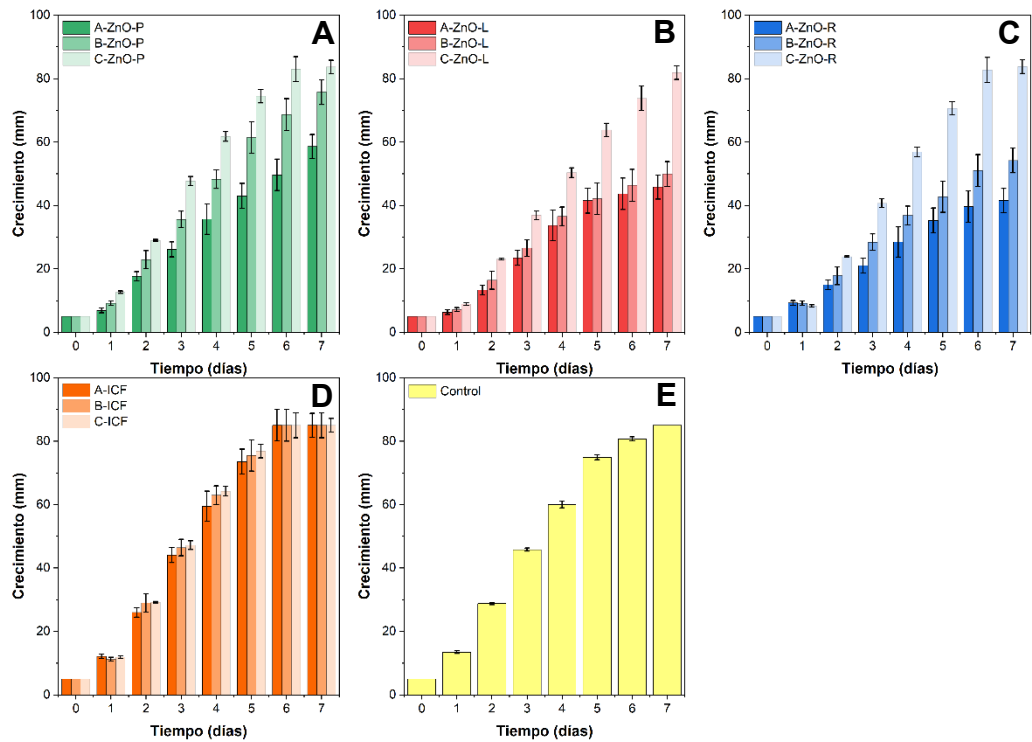 A
A-ZnO-P
B-ZnO-P
C-ZnO-P
Crecimiento (mm)
100
80
60
40
20
0
0 1 2 3 4 5 6 7
Tiempo (días)
B
A-ZnO-L
B-ZnO-L
C-ZnO-L
Crecimiento (mm)
100
80
60
40
20
0
0 1 2 3 4 5 6 7
Tiempo (días)
C
A-ZnO-R
B-ZnO-R
C-ZnO-R
Crecimiento (mm)
100
80
60
40
20
0
0 1 2 3 4 5 6 7
Tiempo (días)
D
A-ICF
B-ICF
C-ICF
Crecimiento (mm)
100
80
60
40
20
0
0 1 2 3 4 5 6 7
Tiempo (días)
E
Control
Crecimiento (mm)
100
80
60
40
20
0
0 1 2 3 4 5 6 7
Tiempo (días)